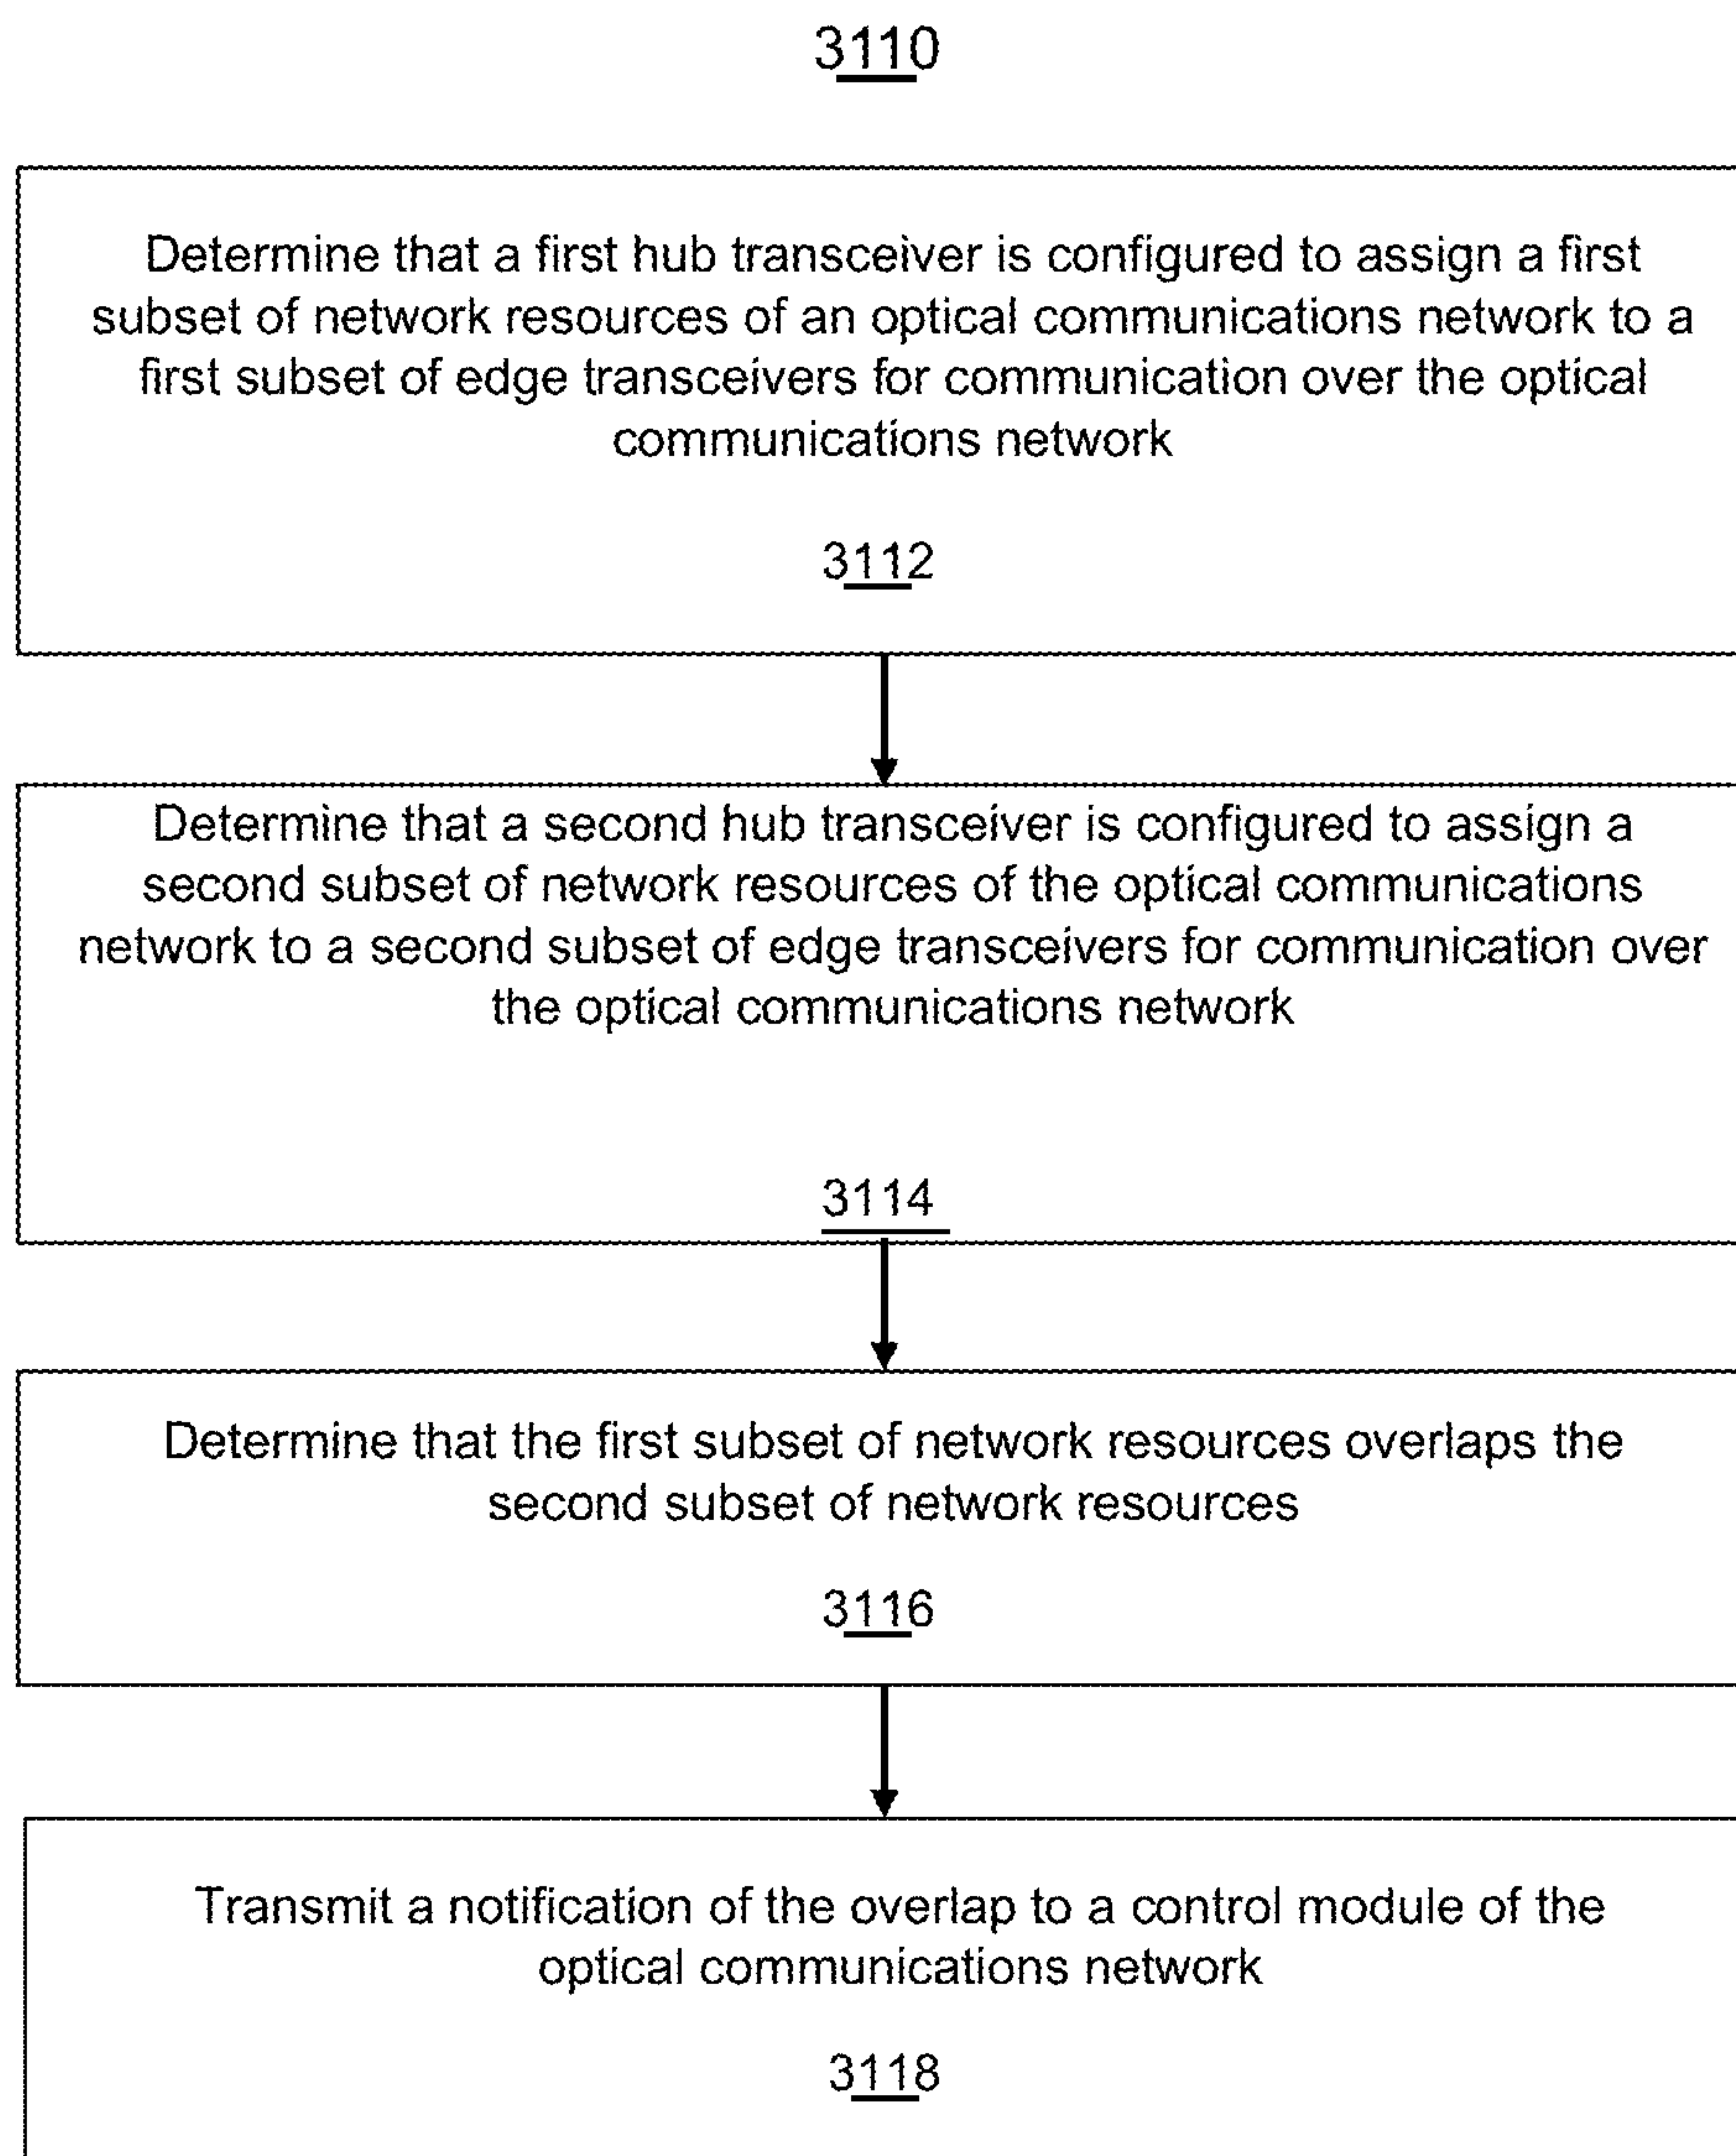 3110
Determine that a first hub transceiver is configured to assign a first
subset of network resources of an optical communications network to a
first subset of edge transceivers for communication over the optical
communications network
3112
Determine that a second hub transceiver is configured to assign a
second subset of network resources of the optical communications
network to a second subset of edge transceivers for communication over
the optical communications network
3114
Determine that the first subset of network resources overlaps the
second subset of network resources
3116
Transmit a notification of the overlap to a control module of the
optical communications network
3118